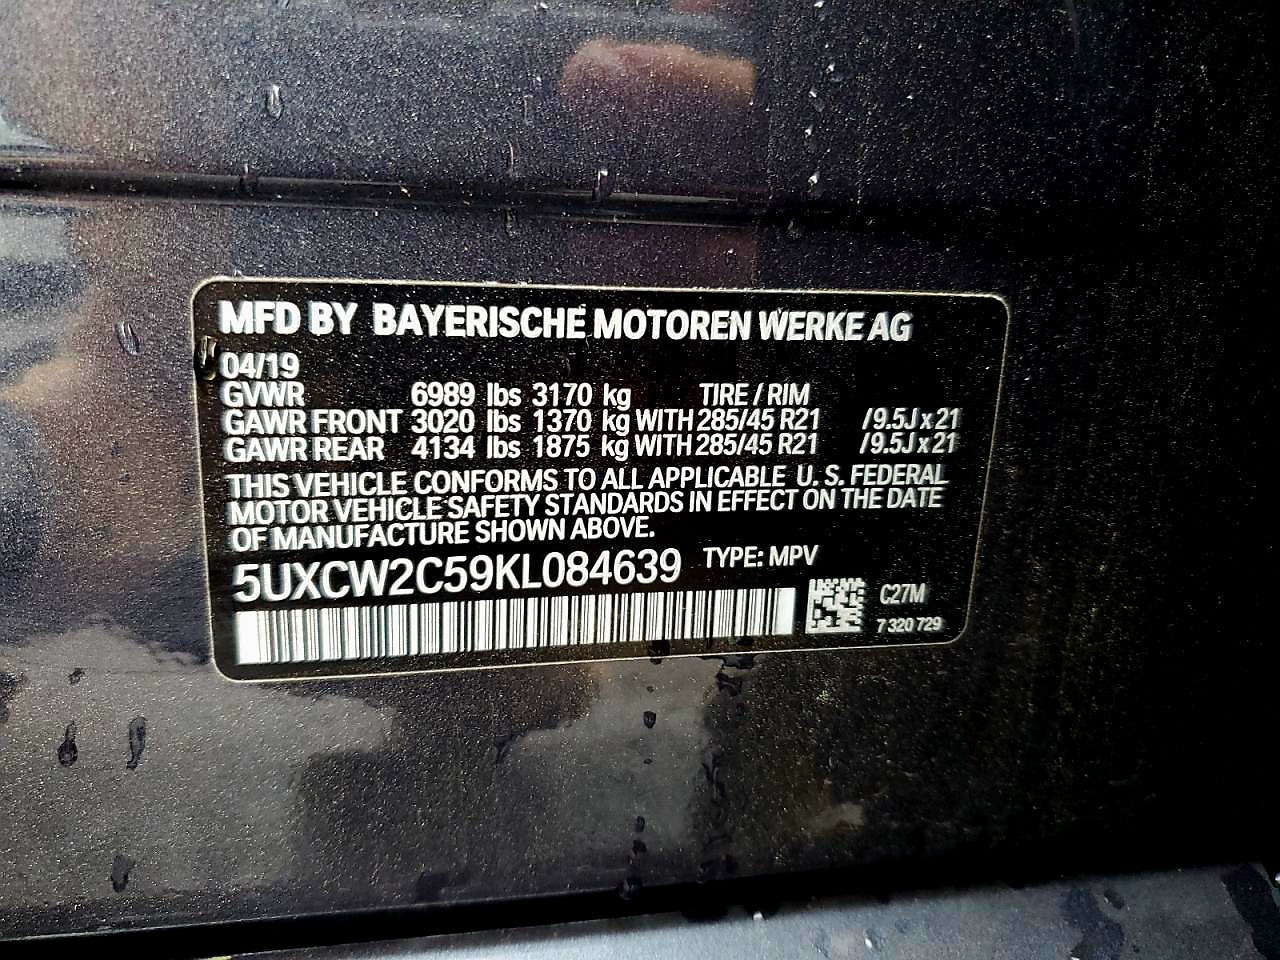 MFD BY BAYERISCHE MOTOREN WERKE AG
04/19
GVWR 6989 lbs 3170 kg TIRE / RIM
GAWR FRONT 3020 lbs 1370 kg WITH 285/45 R21 /9.5J x 21
GAWR REAR 4134 lbs 1875 kg WITH 285/45 R21 /9.5J x 21
THIS VEHICLE CONFORMS TO ALL APPLICABLE U. S. FEDERAL
MOTOR VEHICLE SAFETY STANDARDS IN EFFECT ON THE DATE
OF MANUFACTURE SHOWN ABOVE.
5UXCW2C59KL084639 TYPE: MPV
C27M
7 320 729